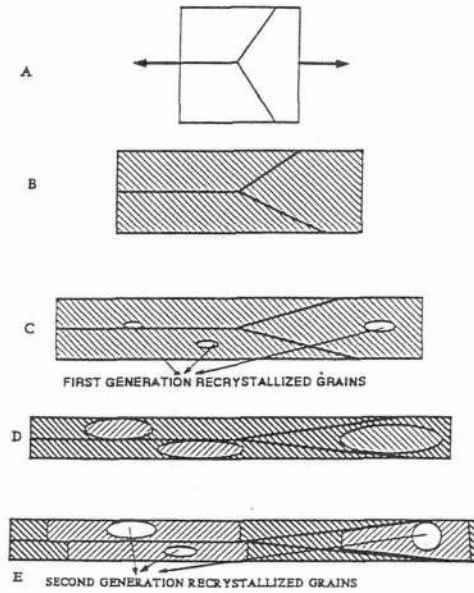 A
B
C
FIRST GENERATION RECRYSTALLIZED GRAINS
D
E
SECOND GENERATION RECRYSTALLIZED GRAINS